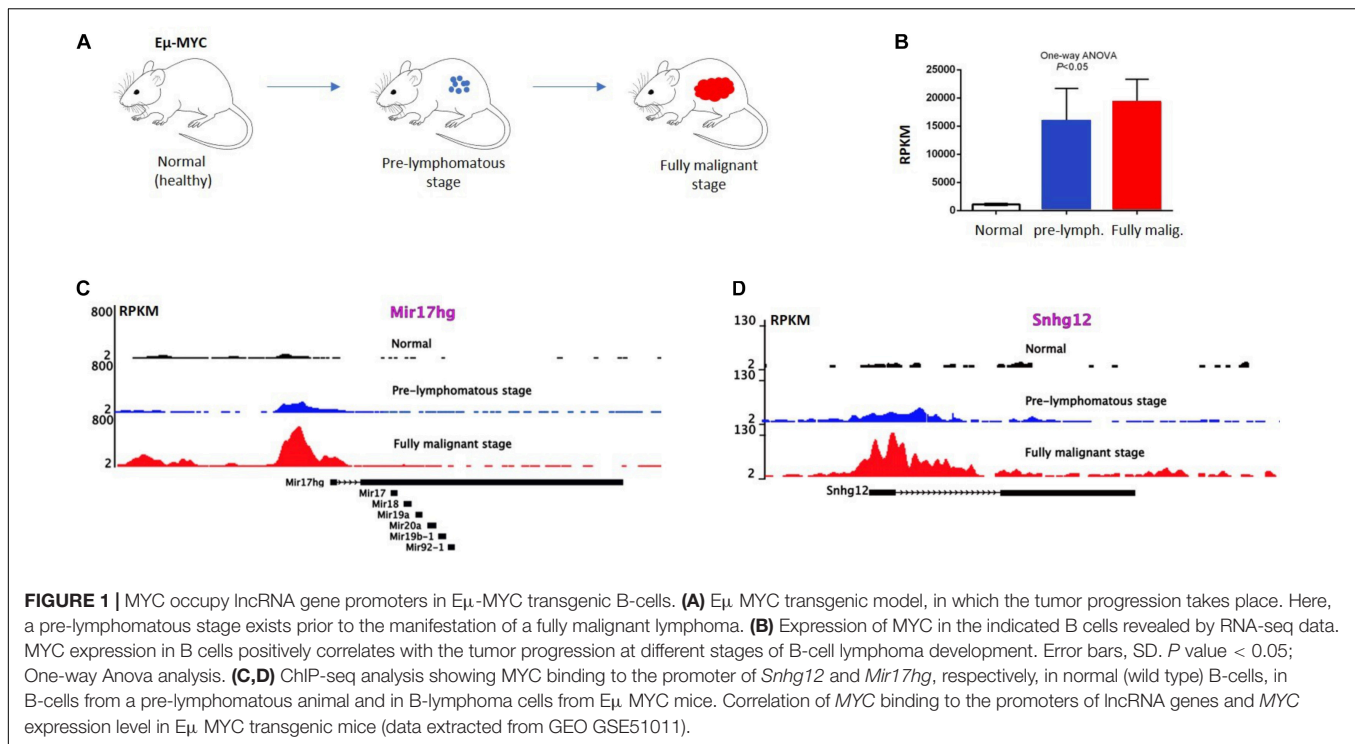 A
Eµ-MYC
Normal
(healthy)
Pre-lymphomatous
stage
Fully malignant
stage
B
One-way ANOVA
P<0.05
RPKM
25000
20000
15000
10000
5000
0
Normal
pre-lymph.
Fully malig.
C
800
RPKM
Mir17hg
Normal
2
800
Pre-lymphomatous stage
2
800
Fully malignant stage
2
Mir17hg
Mir17
Mir18
Mir19a
Mir20a
Mir19b-1
Mir92-1
D
130
RPKM
Snhg12
Normal
2
130
Pre-lymphomatous stage
2
130
Fully malignant stage
2
Snhg12
FIGURE 1 | MYC occupy lncRNA gene promoters in Eµ-MYC transgenic B-cells. (A) Eµ MYC transgenic model, in which the tumor progression takes place. Here,
a pre-lymphomatous stage exists prior to the manifestation of a fully malignant lymphoma. (B) Expression of MYC in the indicated B cells revealed by RNA-seq data.
MYC expression in B cells positively correlates with the tumor progression at different stages of B-cell lymphoma development. Error bars, SD. P value < 0.05;
One-way Anova analysis. (C,D) ChIP-seq analysis showing MYC binding to the promoter of Snhg12 and Mir17hg, respectively, in normal (wild type) B-cells, in
B-cells from a pre-lymphomatous animal and in B-lymphoma cells from Eµ MYC mice. Correlation of MYC binding to the promoters of lncRNA genes and MYC
expression level in Eµ MYC transgenic mice (data extracted from GEO GSE51011).